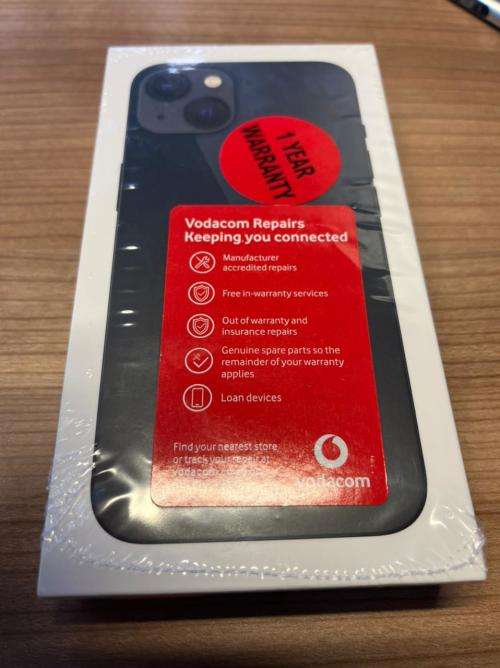 1 YEAR
WARRANTY
Vodacom Repairs
Keeping you connected
Manufacturer
accredited repairs
Free in-warranty services
Out of warranty and
insurance repairs
Genuine spare parts so the
remainder of your warranty
applies
Loan devices
Find your nearest store
or track your repair at
vodacom